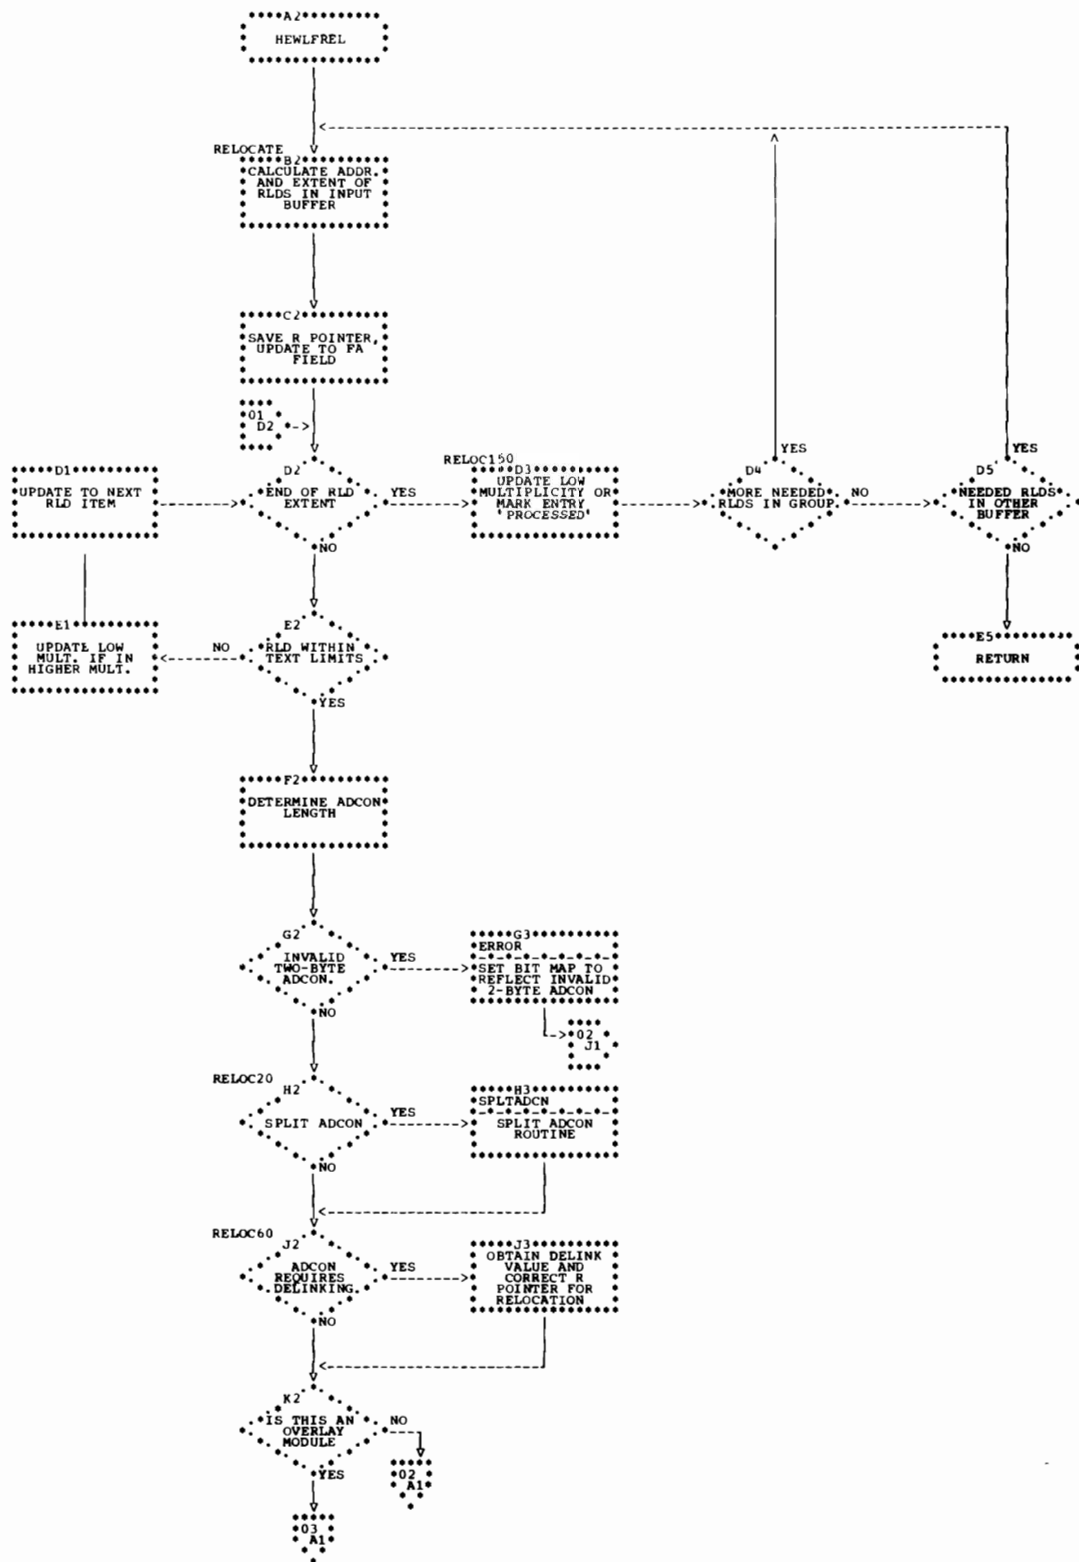 A2
HEWLFREL
RELOCATE
B2
CALCULATE ADDR.
AND EXTENT OF
RLDS IN INPUT
BUFFER
C2
SAVE R POINTER,
UPDATE TO FA
FIELD
01
D2
D1
UPDATE TO NEXT
RLD ITEM
D2
END OF RLD
EXTENT
YES
NO
RELOC150
D3
UPDATE LOW
MULTIPLICITY OR
MARK ENTRY
'PROCESSED'
YES
D4
MORE NEEDED
RLDS IN GROUP.
NO
YES
D5
NEEDED RLDS
IN OTHER
BUFFER
NO
E1
UPDATE LOW
MULT. IF IN
HIGHER MULT.
NO
E2
RLD WITHIN
TEXT LIMITS
YES
E5
RETURN
F2
DETERMINE ADCON
LENGTH
G2
INVALID
TWO-BYTE
ADCON.
YES
NO
G3
ERROR
SET BIT MAP TO
REFLECT INVALID
2-BYTE ADCON
02
J1
RELOC20
H2
SPLIT ADCON
YES
NO
H3
SPLTADCN
SPLIT ADCON
ROUTINE
RELOC60
J2
ADCON
REQUIRES
DELINKING.
YES
NO
J3
OBTAIN DELINK
VALUE AND
CORRECT R
POINTER FOR
RELOCATION
K2
IS THIS AN
OVERLAY
MODULE
NO
YES
02
A1
03
A1